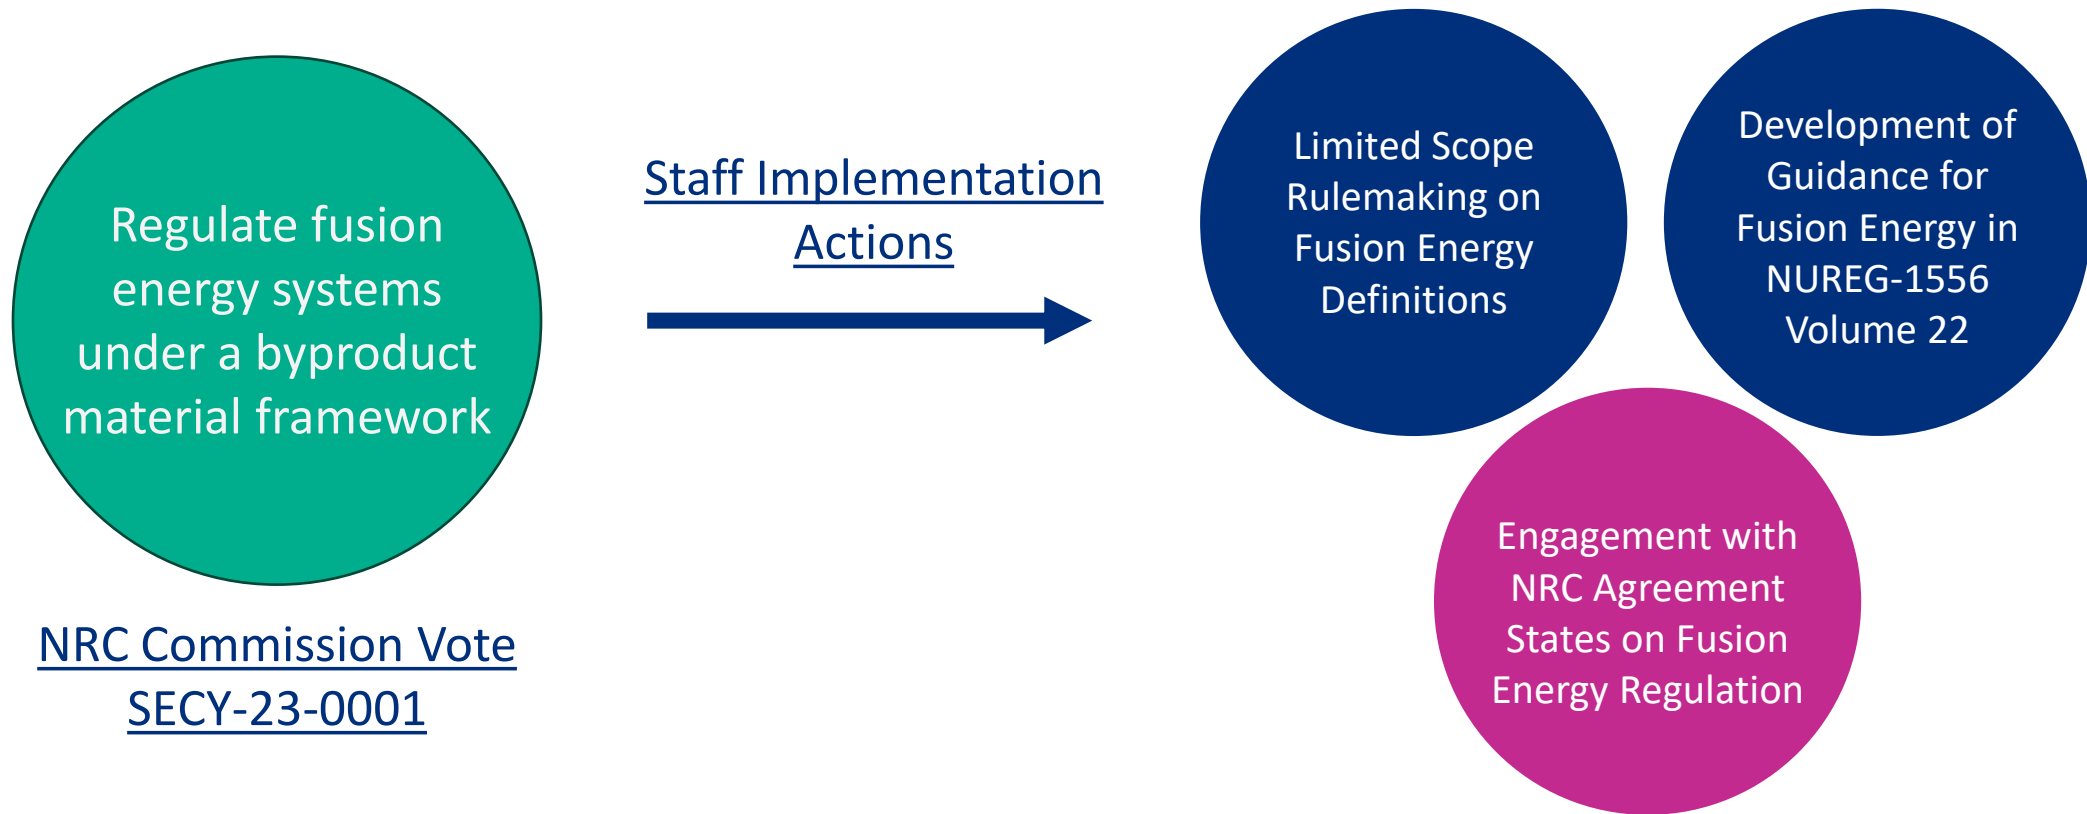 Regulate fusion
energy systems
under a byproduct
material framework
NRC Commission Vote
SECY-23-0001
Staff Implementation
Actions
Limited Scope
Rulemaking on
Fusion Energy
Definitions
Development of
Guidance for
Fusion Energy in
NUREG-1556
Volume 22
Engagement with
NRC Agreement
States on Fusion
Energy Regulation